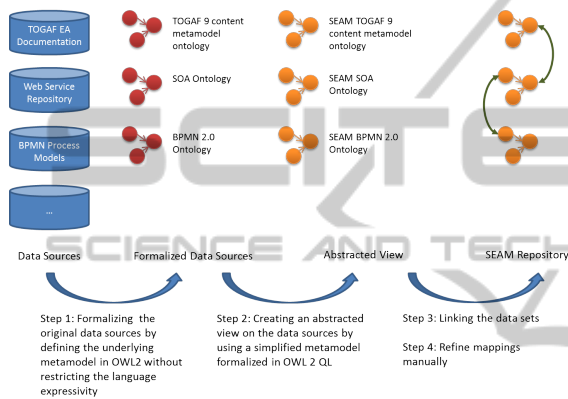 TOGAF EA
Documentation
TOGAF 9 content
metamodel
ontology
SEAM TOGAF 9
content metamodel
ontology
Web Service
Repository
SOA Ontology
SEAM SOA
Ontology
BPMN Process
Models
BPMN 2.0
Ontology
SEAM BPMN 2.0
Ontology
...
SCITE
SCIENCE AND TECH
Data Sources
Formalized Data Sources
Abstracted View
SEAM Repository
Step 1: Formalizing the
original data sources by
defining the underlying
metamodel in OWL2 without
restricting the language
expressivity
Step 2: Creating an abstracted
view on the data sources by
using a simplified metamodel
formalized in OWL 2 QL
Step 3: Linking the data sets
Step 4: Refine mappings
manually